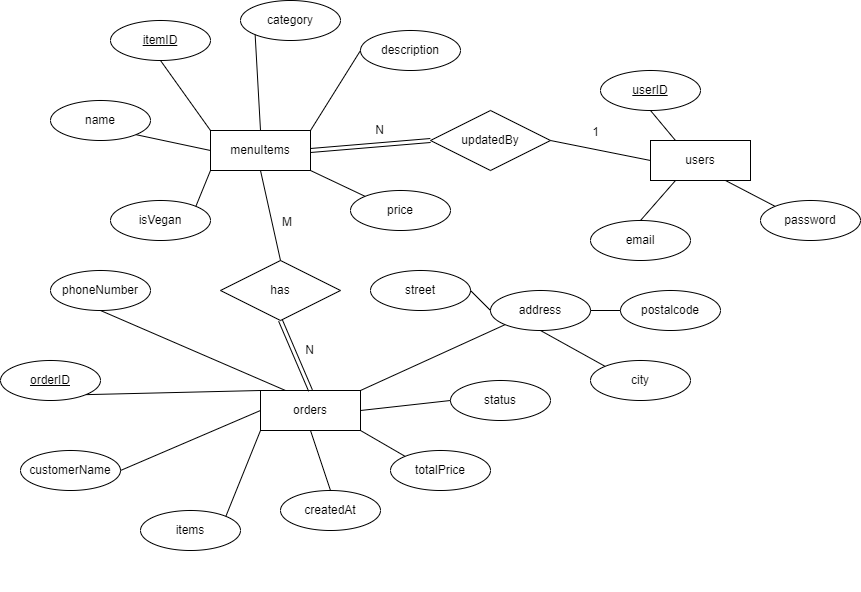 category
itemID
description
userID
name
N
updatedBy
1
menuItems
users
isVegan
price
password
M
email
phoneNumber
has
street
address
postalcode
N
orderID
city
status
orders
customerName
totalPrice
createdAt
items